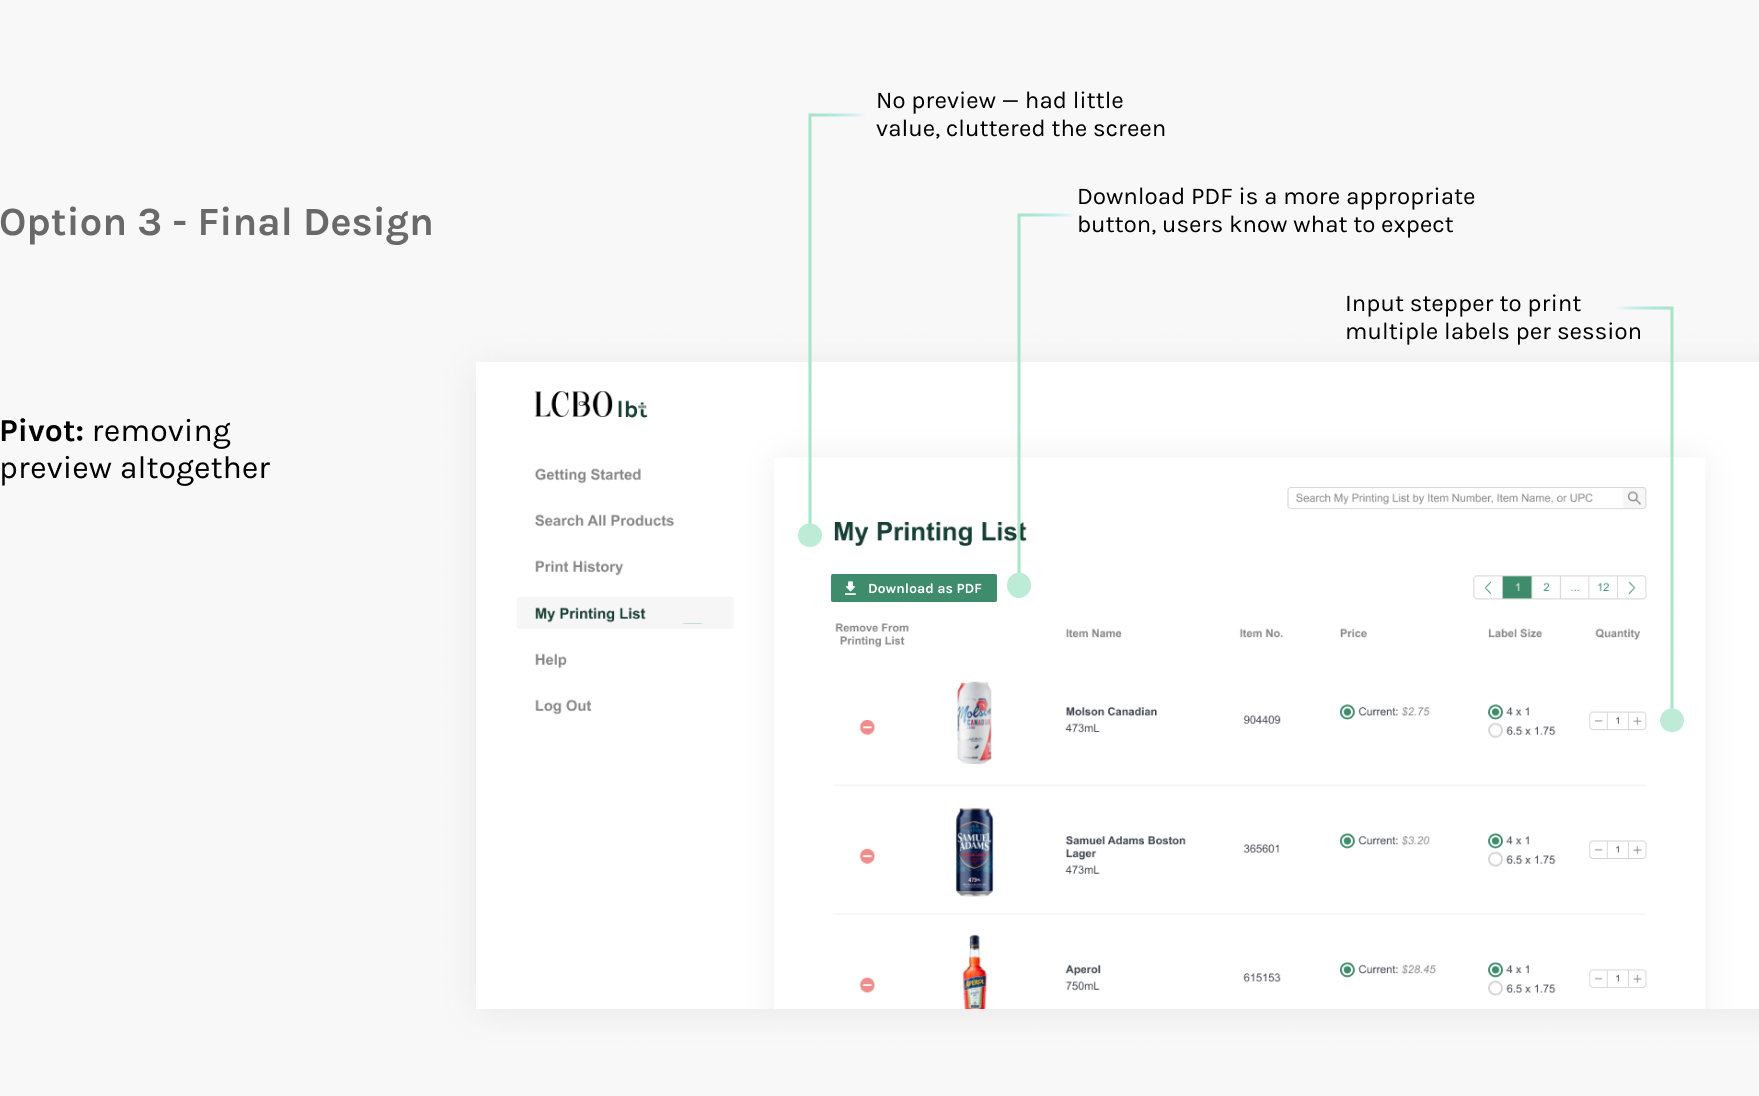 No preview — had little
value, cluttered the screen
Download PDF is a more appropriate
button, users know what to expect
Option 3 - Final Design
Input stepper to print
multiple labels per session
Pivot: removing
preview altogether
LCBO lbt
Getting Started
Search All Products
Print History
My Printing List
Help
Log Out
Search My Printing List by Item Number, Item Name, or UPC
My Printing List
Download as PDF
1 2 ... 12
Remove From
Printing List
Item Name Item No. Price Label Size Quantity
Molson
CANADIAN
Molson Canadian
473mL
904409
Current: $2.75
4 x 1
6.5 x 1.75
1
SAMUEL
ADAMS
473
Samuel Adams Boston
Lager
473mL
365601
Current: $3.20
4 x 1
6.5 x 1.75
1
APEROL
Aperol
750mL
615153
Current: $28.45
4 x 1
6.5 x 1.75
1